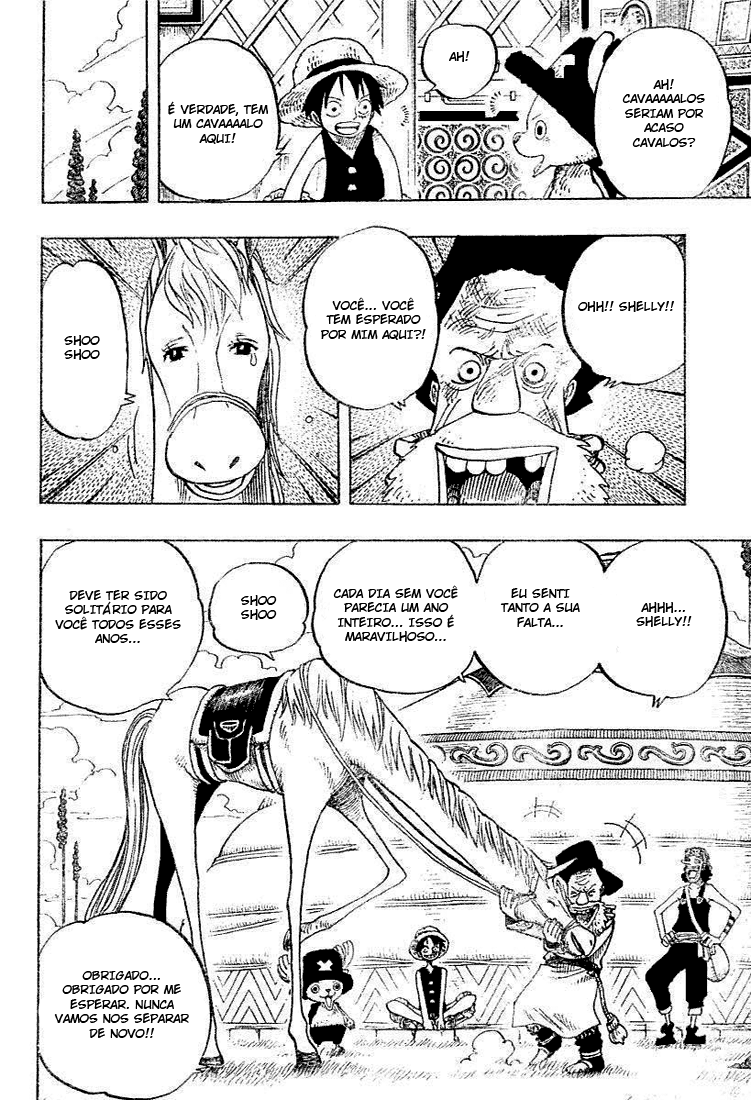 AH!
CAVAAAAALOS
SERIAM POR
ACASO
CAVALOS?
AH!
É VERDADE, TEM
UM CAVAAAALO
AQUI!
OHH!! SHELLY!!
VOCÊ... VOCÊ
TEM ESPERADO
POR MIM AQUI?!
SHOO
SHOO
AHHH...
SHELLY!!
EU SENTI
TANTO A SUA
FALTA...
CADA DIA SEM VOCÊ
PARECIA UM ANO
INTEIRO... ISSO É
MARAVILHOSO...
SHOO
SHOO
DEVE TER SIDO
SOLITÁRIO PARA
VOCÊ TODOS ESSES
ANOS...
OBRIGADO...
OBRIGADO POR ME
ESPERAR. NUNCA
VAMOS NOS SEPARAR
DE NOVO!!